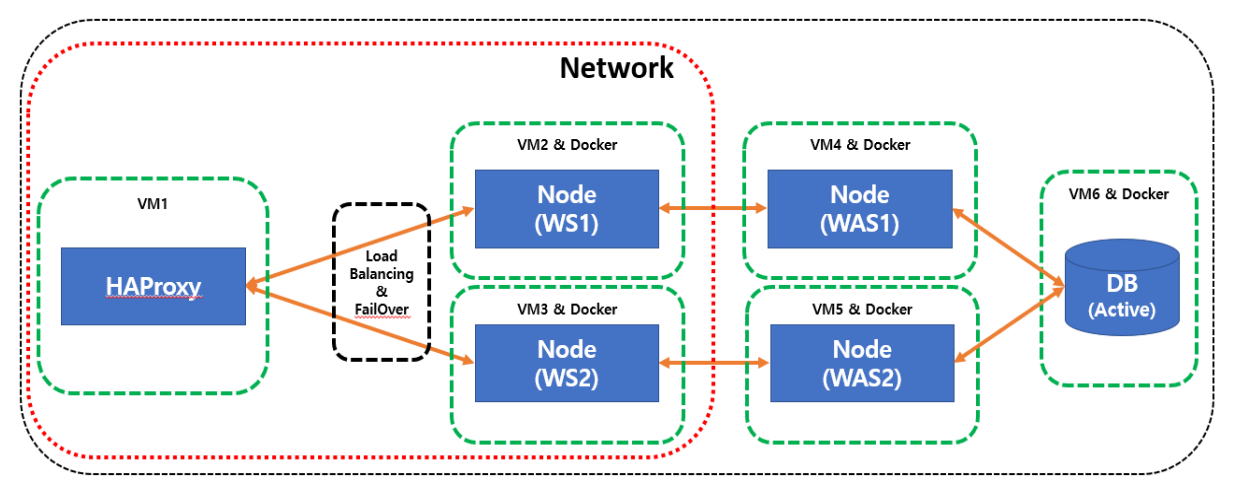 Network
VM1
HAProxy
Load
Balancing
&
FailOver
VM2 & Docker
Node
(WS1)
VM3 & Docker
Node
(WS2)
VM4 & Docker
Node
(WAS1)
VM5 & Docker
Node
(WAS2)
VM6 & Docker
DB
(Active)